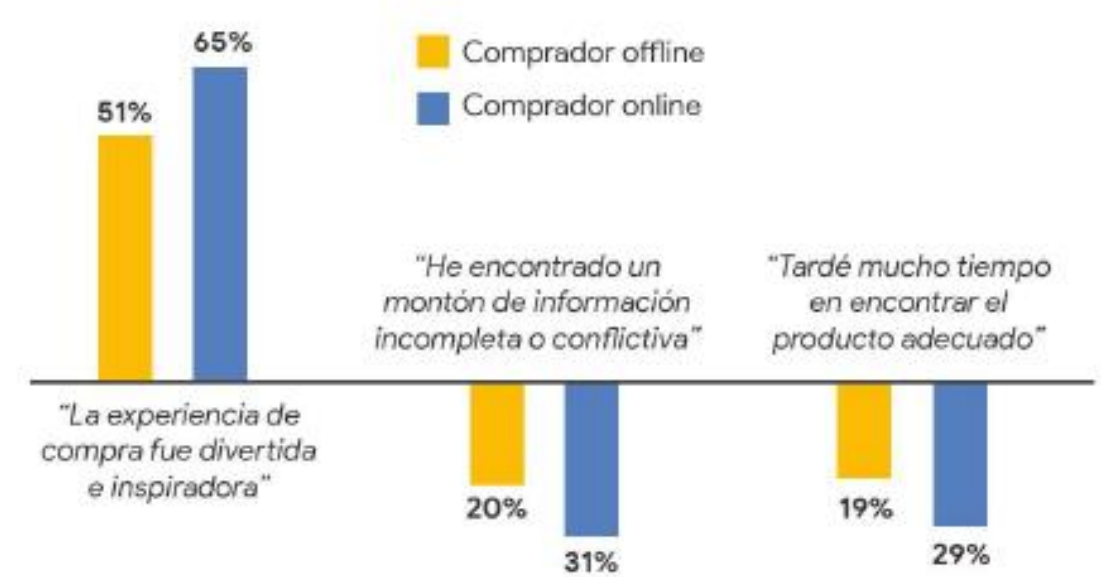 65%
51%
Comprador offline
Comprador online
“La experiencia de
compra fue divertida
e inspiradora”
“He encontrado un
montón de información
incompleta o conflictiva”
20%
31%
“Tardé mucho tiempo
en encontrar el
producto adecuado”
19%
29%